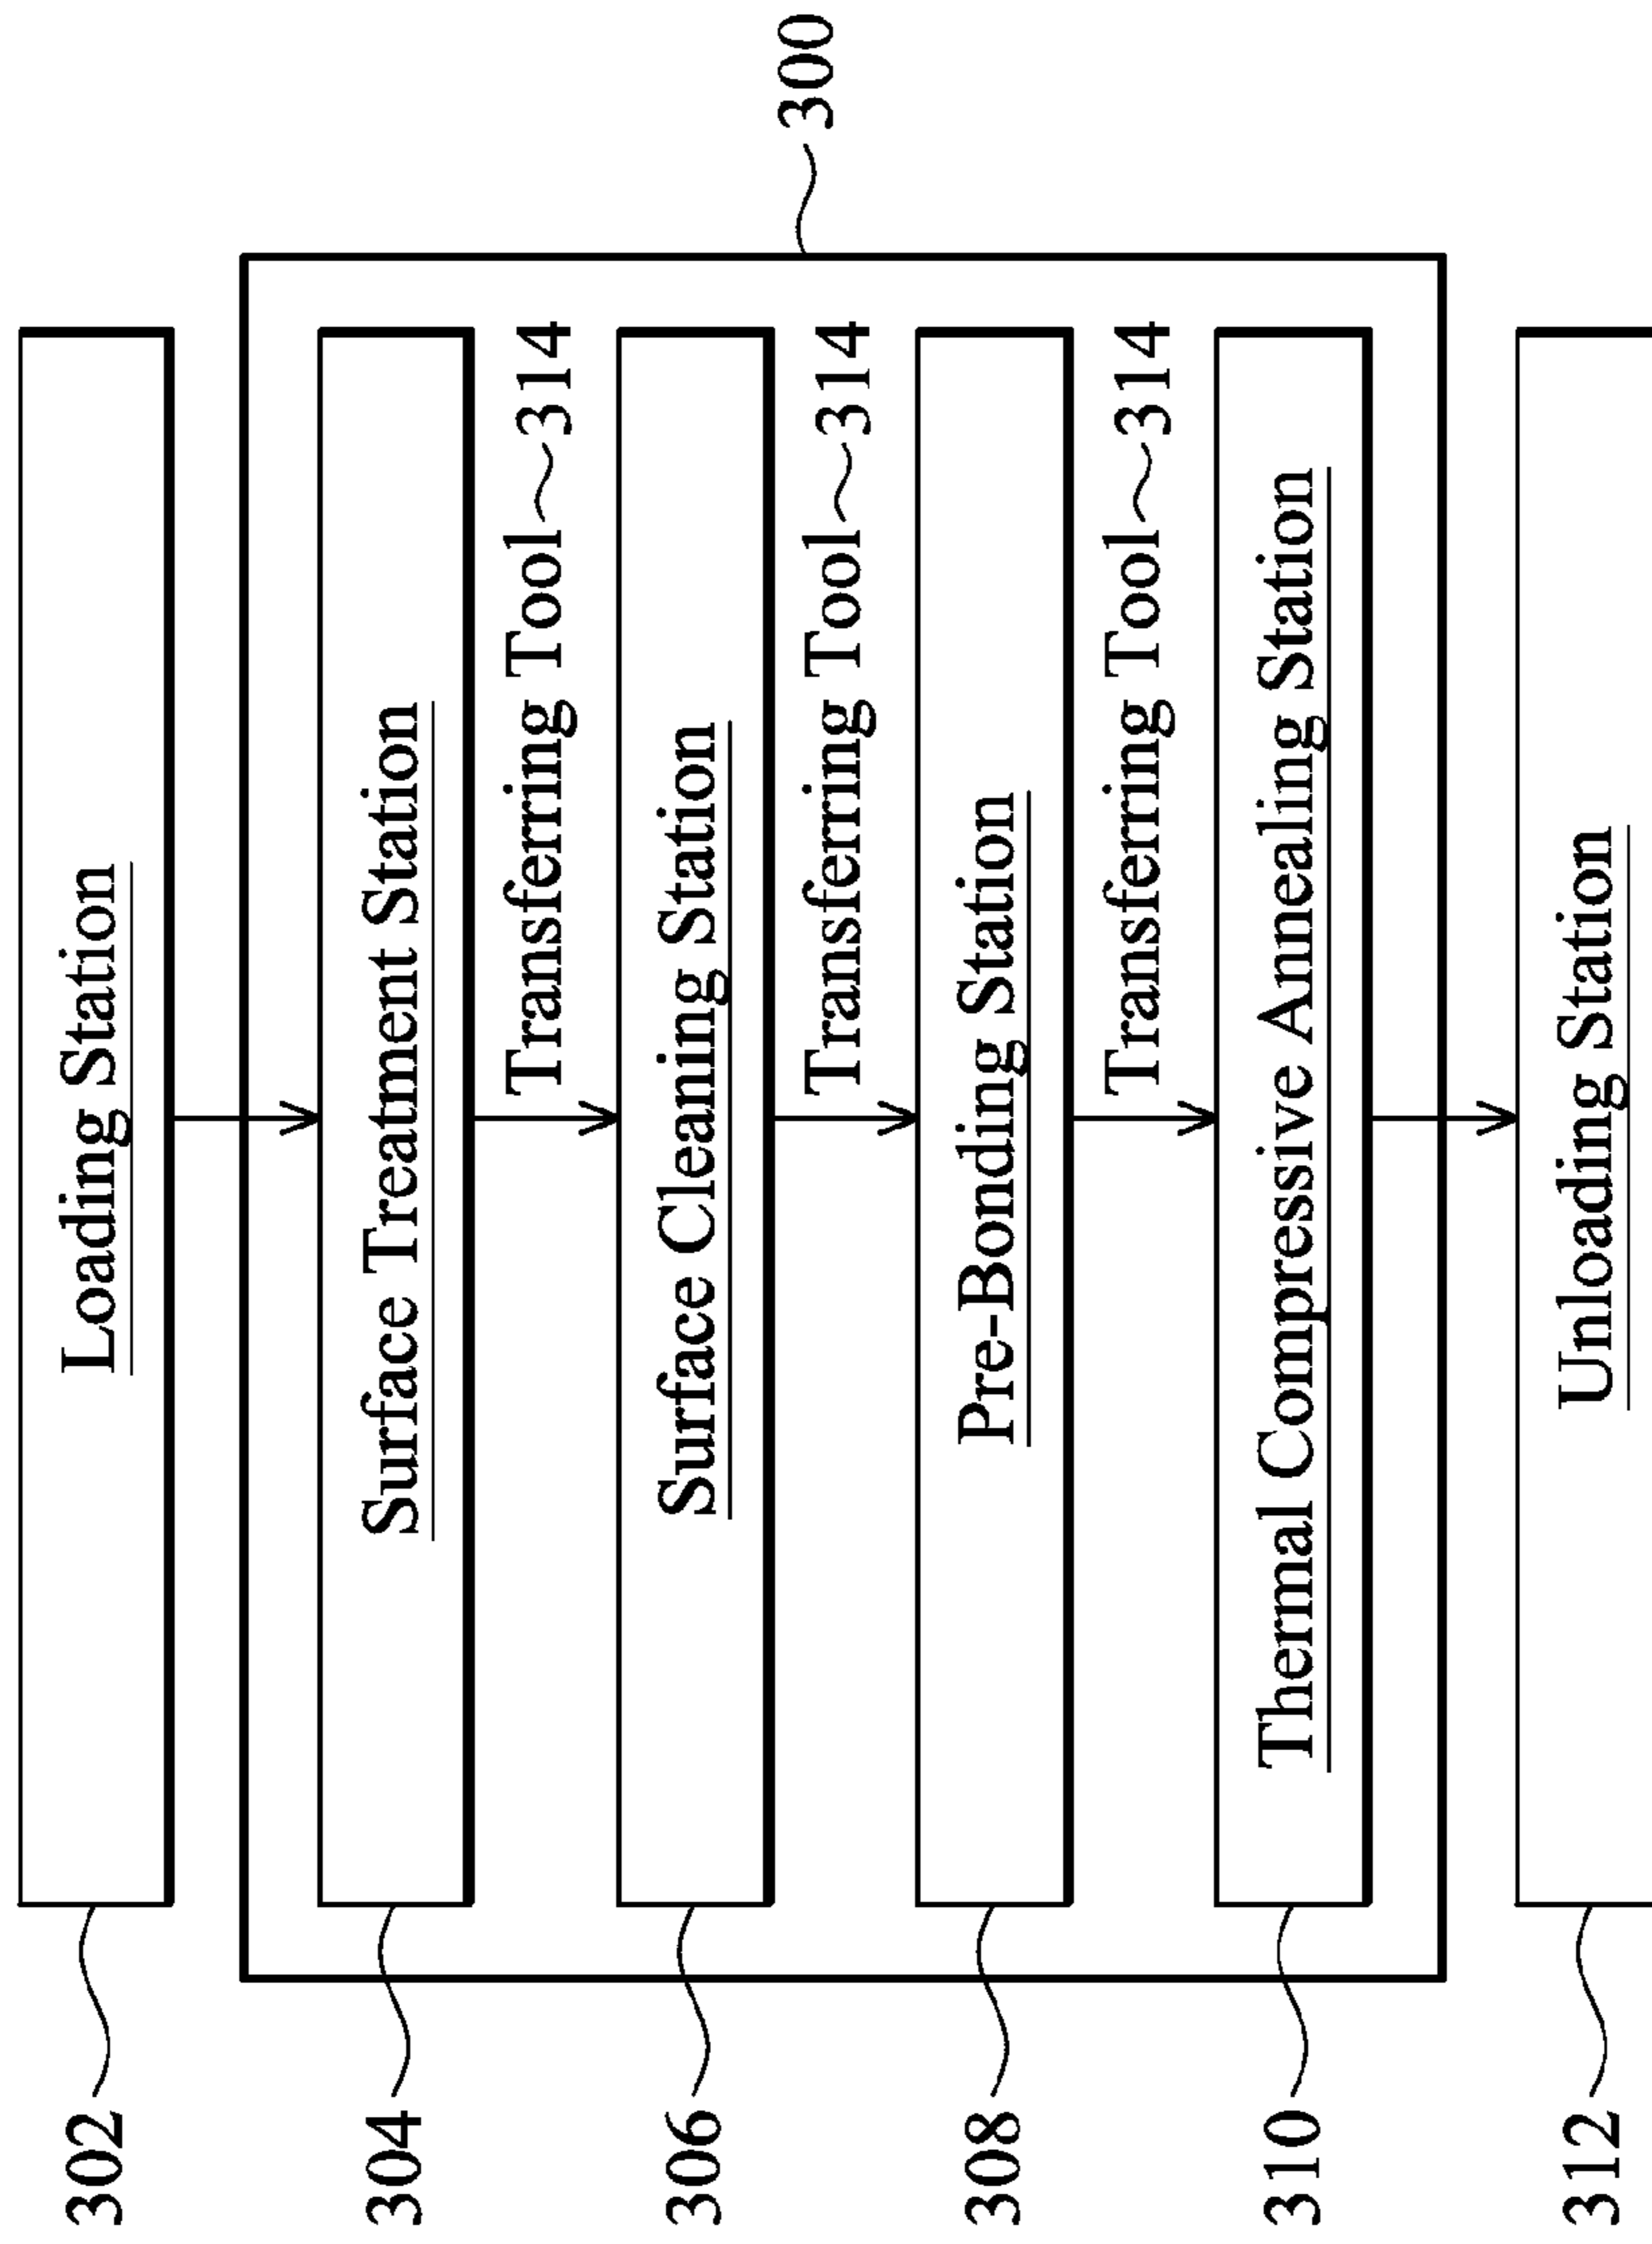 302
Loading Station
300
304
Surface Treatment Station
Transferring Tool 314
306
Surface Cleaning Station
Transferring Tool 314
308
Pre-Bonding Station
Transferring Tool 314
310
Thermal Compressive Annealing Station
312
Unloading Station